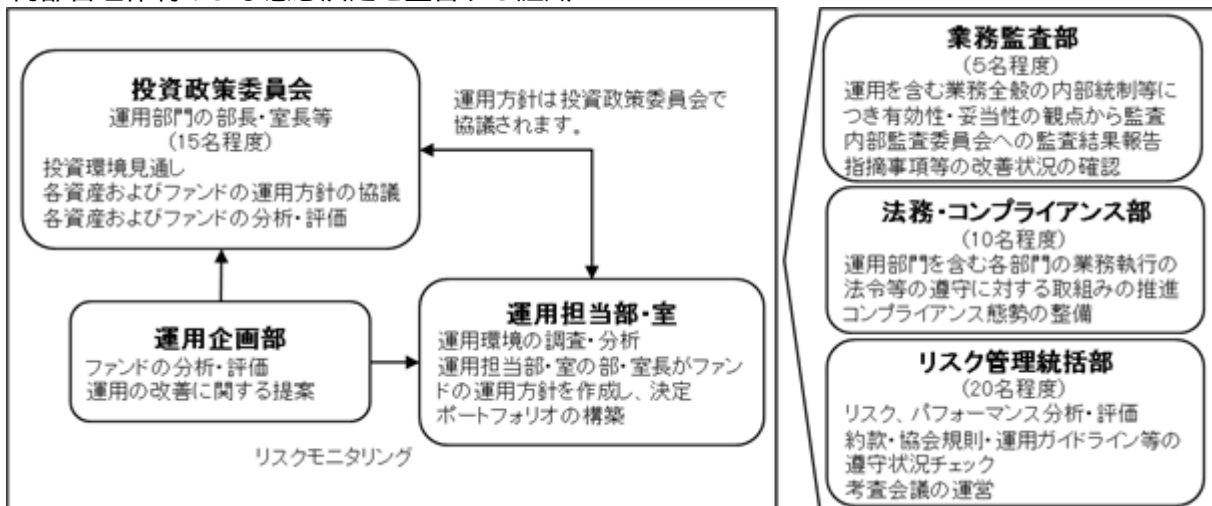 投資政策委員会
運用部門の部長・室長等
(15名程度)
投資環境見通し
各資産およびファンドの運用方針の協議
各資産およびファンドの分析・評価
運用方針は投資政策委員会で
協議されます。
運用企画部
ファンドの分析・評価
運用の改善に関する提案
運用担当部・室
運用環境の調査・分析
運用担当部・室の部・室長がファン
ドの運用方針を作成し、決定
ポートフォリオの構築
リスクモニタリング
業務監査部
(5名程度)
運用を含む業務全般の内部統制等に
つき有効性・妥当性の観点から監査
内部監査委員会への監査結果報告
指摘事項等の改善状況の確認
法務・コンプライアンス部
(10名程度)
運用部門を含む各部門の業務執行の
法令等の遵守に対する取組みの推進
コンプライアンス態勢の整備
リスク管理統括部
(20名程度)
リスク、パフォーマンス分析・評価
約款・協会規則・運用ガイドライン等の
遵守状況チェック
考査会議の運営